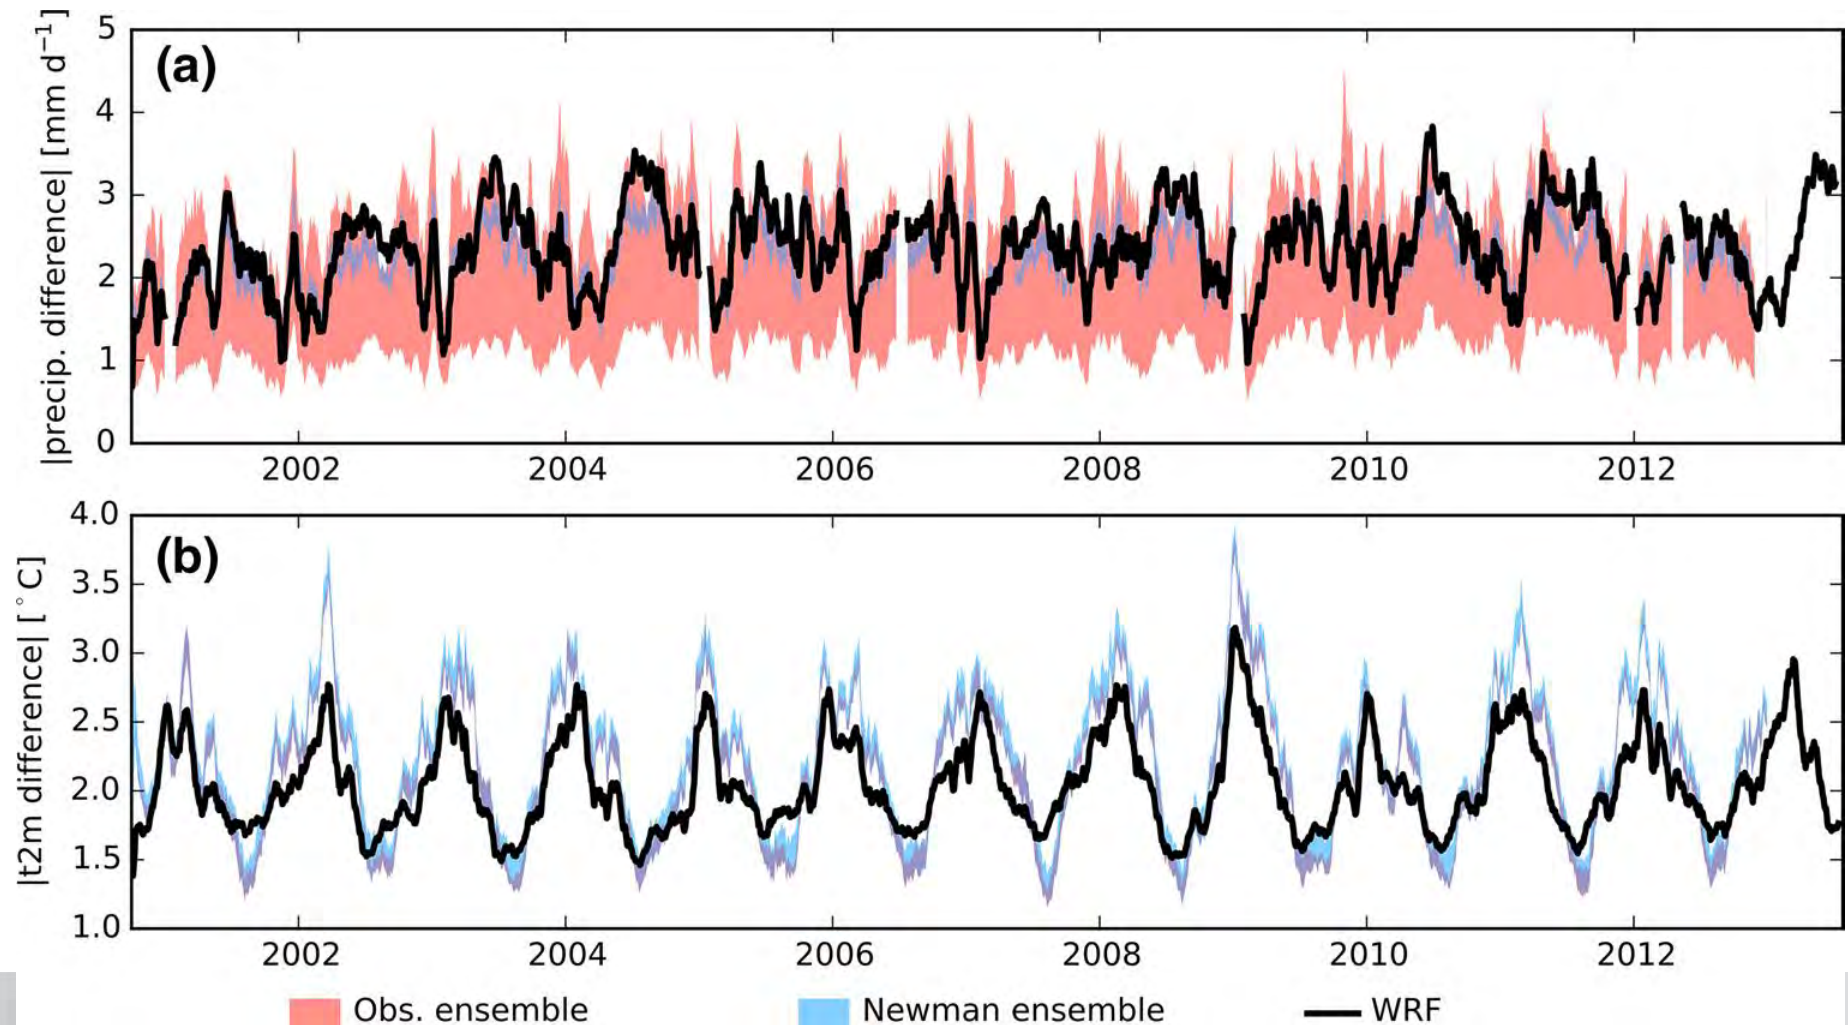 |precip. difference| [mm d⁻¹]
5
4
3
2
1
0
(a)
2002 2004 2006 2008 2010 2012
|t2m difference| [°C]
4.0
3.5
3.0
2.5
2.0
1.5
1.0
(b)
2002 2004 2006 2008 2010 2012
Obs. ensemble Newman ensemble WRF